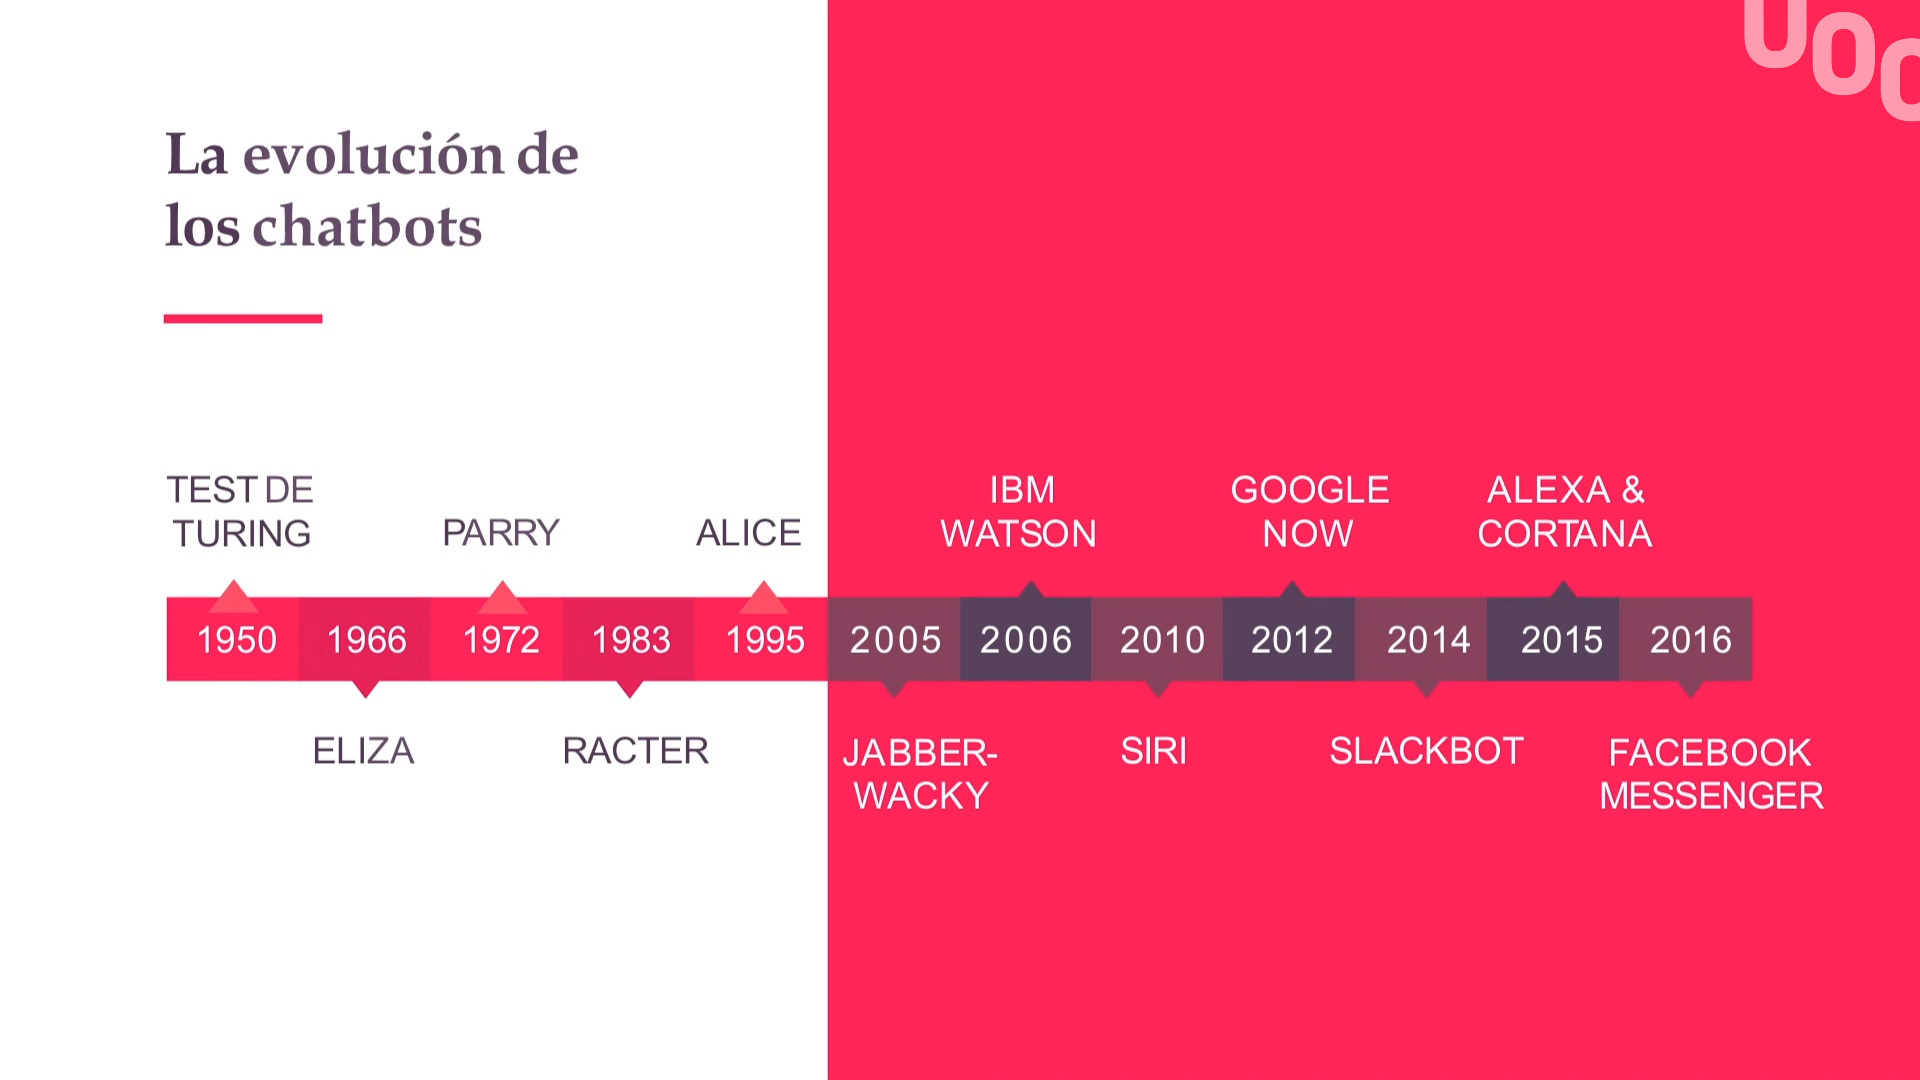 UOC
La evolución de
los chatbots
TEST DE
TURING
PARRY
ALICE
IBM
WATSON
GOOGLE
NOW
ALEXA &
CORTANA
1950 1966 1972 1983 1995 2005 2006 2010 2012 2014 2015 2016
ELIZA
RACTER
JABBER-
WACKY
SIRI
SLACKBOT
FACEBOOK
MESSENGER